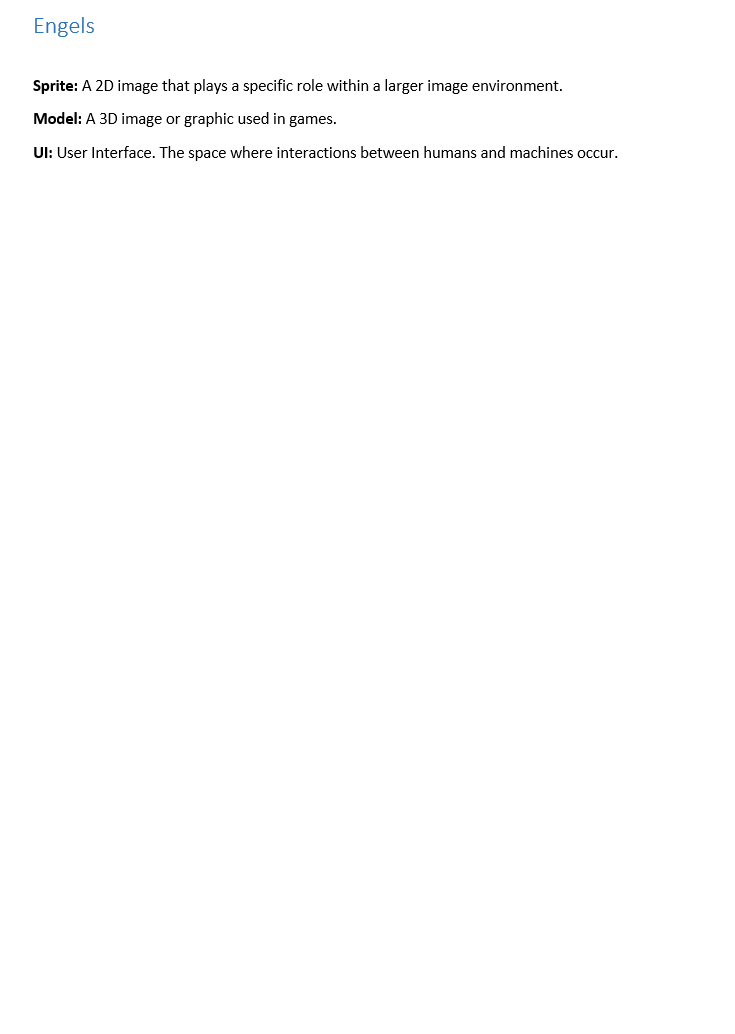 Engels
Sprite: A 2D image that plays a specific role within a larger image environment.
Model: A 3D image or graphic used in games.
UI: User Interface. The space where interactions between humans and machines occur.